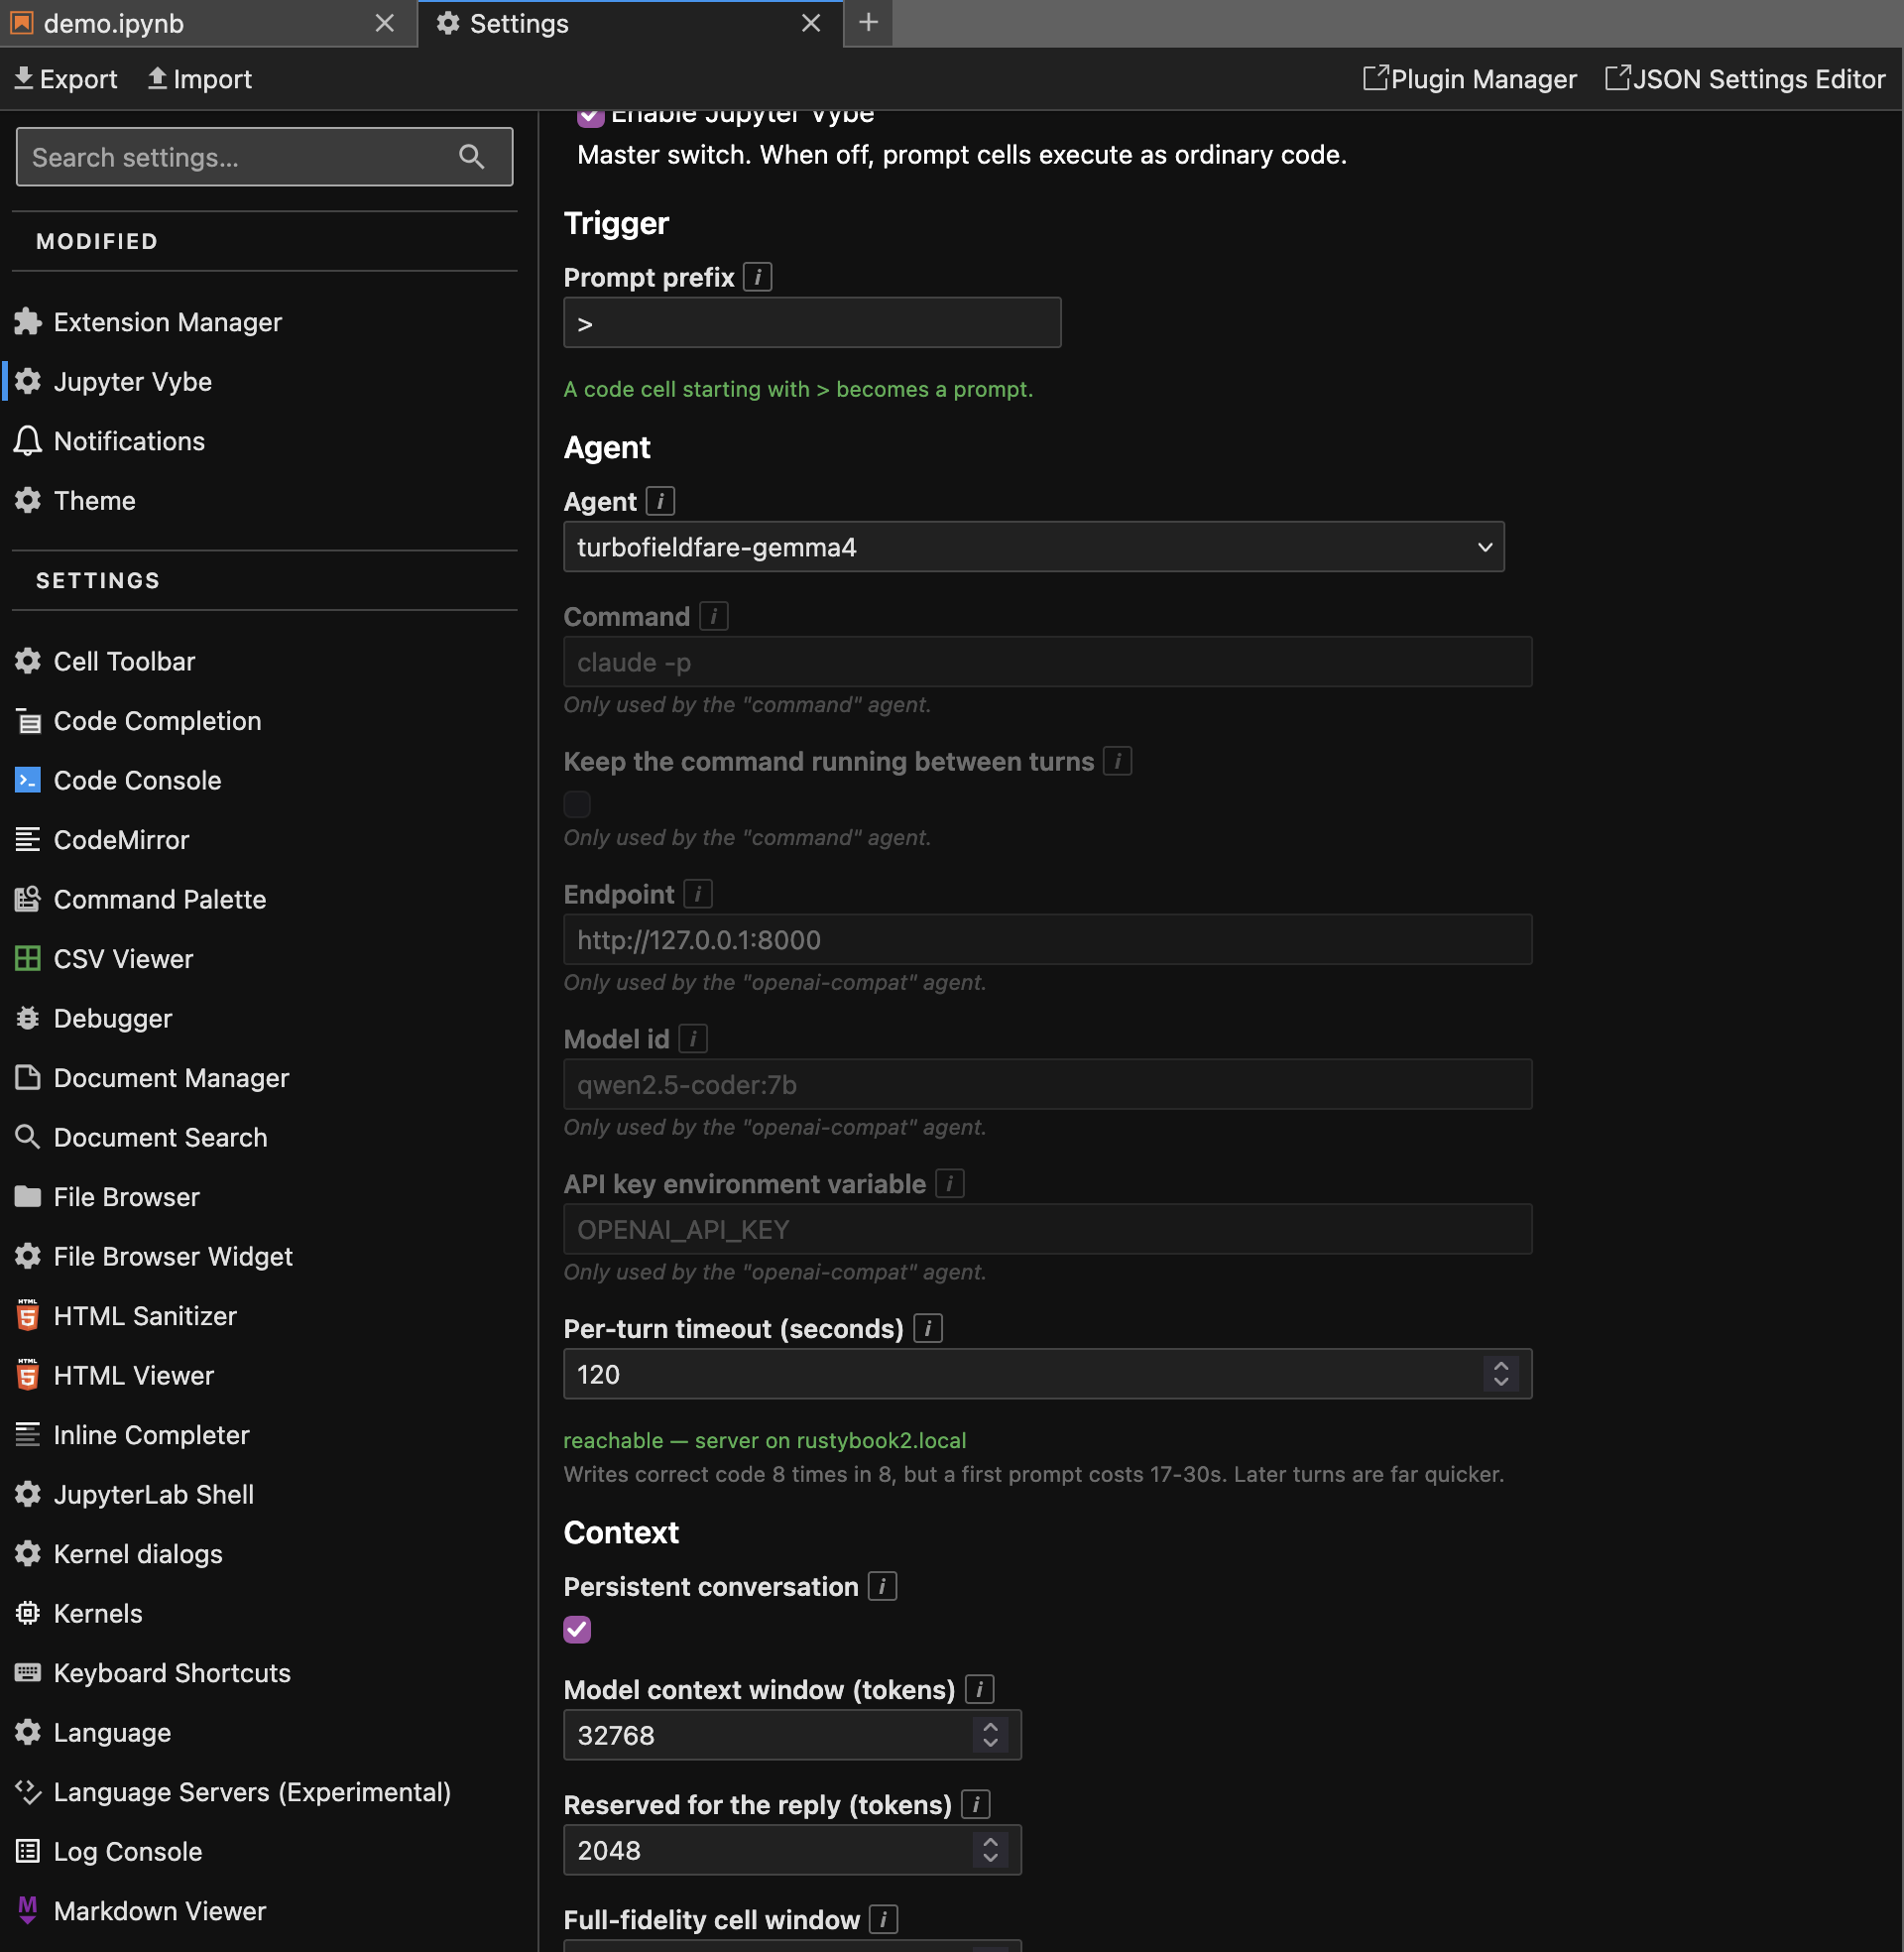 demo.ipynb
Settings
Export
Import
Plugin Manager
JSON Settings Editor
Search settings...
MODIFIED
Extension Manager
Jupyter Vybe
Notifications
Theme
SETTINGS
Cell Toolbar
Code Completion
Code Console
CodeMirror
Command Palette
CSV Viewer
Debugger
Document Manager
Document Search
File Browser
File Browser Widget
HTML Sanitizer
HTML Viewer
Inline Completer
JupyterLab Shell
Kernel dialogs
Kernels
Keyboard Shortcuts
Language
Language Servers (Experimental)
Log Console
Markdown Viewer
Enable Jupyter Vybe
Master switch. When off, prompt cells execute as ordinary code.
Trigger
Prompt prefix i
>
A code cell starting with > becomes a prompt.
Agent
Agent i
turbofieldfare-gemma4
Command i
claude -p
Only used by the "command" agent.
Keep the command running between turns i
Only used by the "command" agent.
Endpoint i
http://127.0.0.1:8000
Only used by the "openai-compat" agent.
Model id i
qwen2.5-coder:7b
Only used by the "openai-compat" agent.
API key environment variable i
OPENAI_API_KEY
Only used by the "openai-compat" agent.
Per-turn timeout (seconds) i
120
reachable — server on rustybook2.local
Writes correct code 8 times in 8, but a first prompt costs 17-30s. Later turns are far quicker.
Context
Persistent conversation i
Model context window (tokens) i
32768
Reserved for the reply (tokens) i
2048
Full-fidelity cell window i